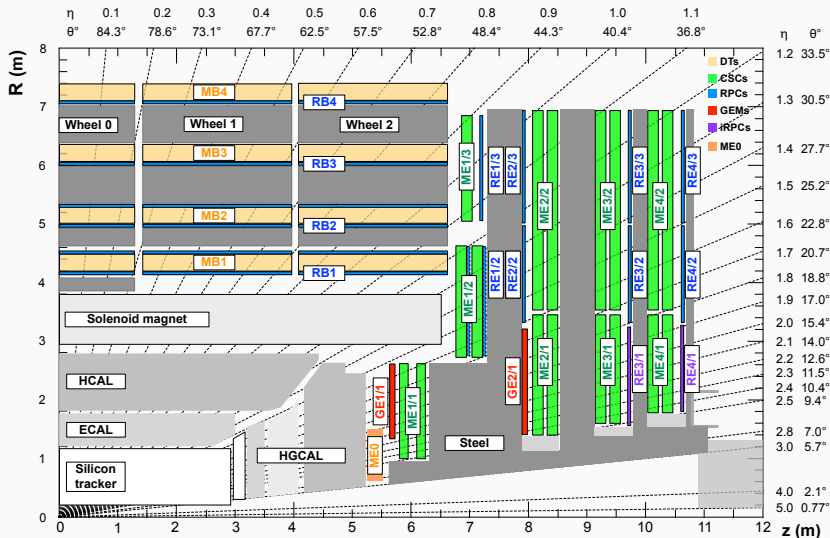 η 0.1 0.2 0.3 0.4 0.5 0.6 0.7 0.8 0.9 1.0 1.1 η θ°
θ° 84.3° 78.6° 73.1° 67.7° 62.5° 57.5° 52.8° 48.4° 44.3° 40.4° 36.8°
R (m)
8
7
6
5
4
3
2
1
0
1.2 33.5°
1.3 30.5°
1.4 27.7°
1.5 25.2°
1.6 22.8°
1.7 20.7°
1.8 18.8°
1.9 17.0°
2.0 15.4°
2.1 14.0°
2.2 12.6°
2.3 11.5°
2.4 10.4°
2.5 9.4°
2.8 7.0°
3.0 5.7°
4.0 2.1°
5.0 0.77°
DTs
CSCs
RPCs
GEMs
iRPCs
ME0
MB4
RB4
Wheel 0
Wheel 1
Wheel 2
MB3
RB3
MB2
RB2
MB1
RB1
Solenoid magnet
HCAL
ECAL
Silicon
tracker
HGCAL
Steel
ME1/3
RE1/3
RE2/3
ME2/2
ME3/2
RE3/3
ME4/2
RE4/3
ME1/2
RE1/2
RE2/2
RE3/2
RE4/2
GE1/1
ME1/1
ME0
GE2/1
ME2/1
ME3/1
RE3/1
ME4/1
RE4/1
0 1 2 3 4 5 6 7 8 9 10 11 12
z (m)